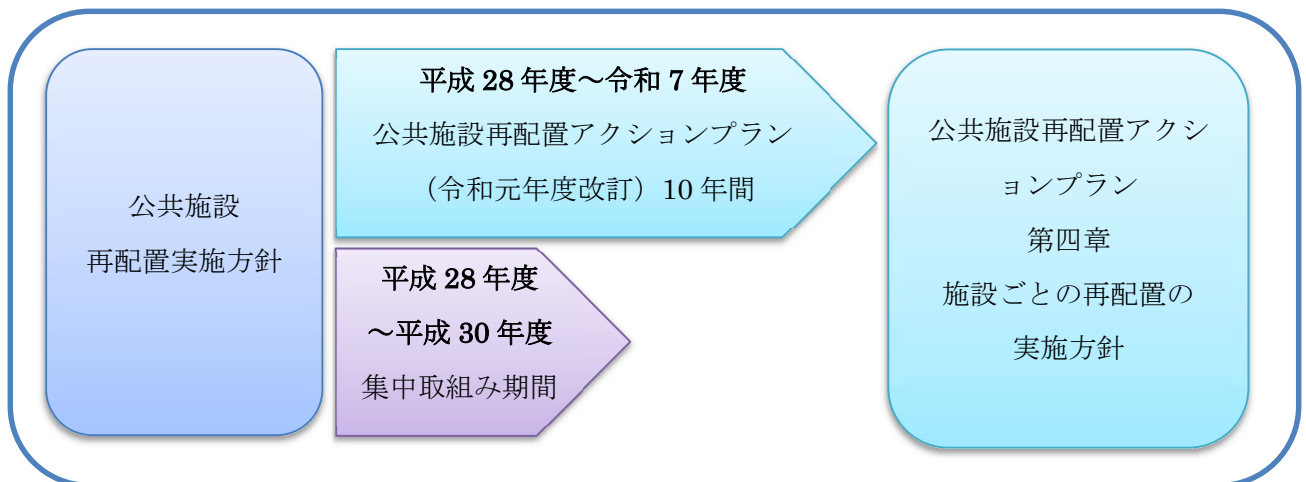 公共施設
再配置実施方針
平成 28 年度～令和 7 年度
公共施設再配置アクションプラン
（令和元年度改訂）10 年間
平成 28 年度
～平成 30 年度
集中取組み期間
公共施設再配置アクシ
ョンプラン
第四章
施設ごとの再配置の
実施方針